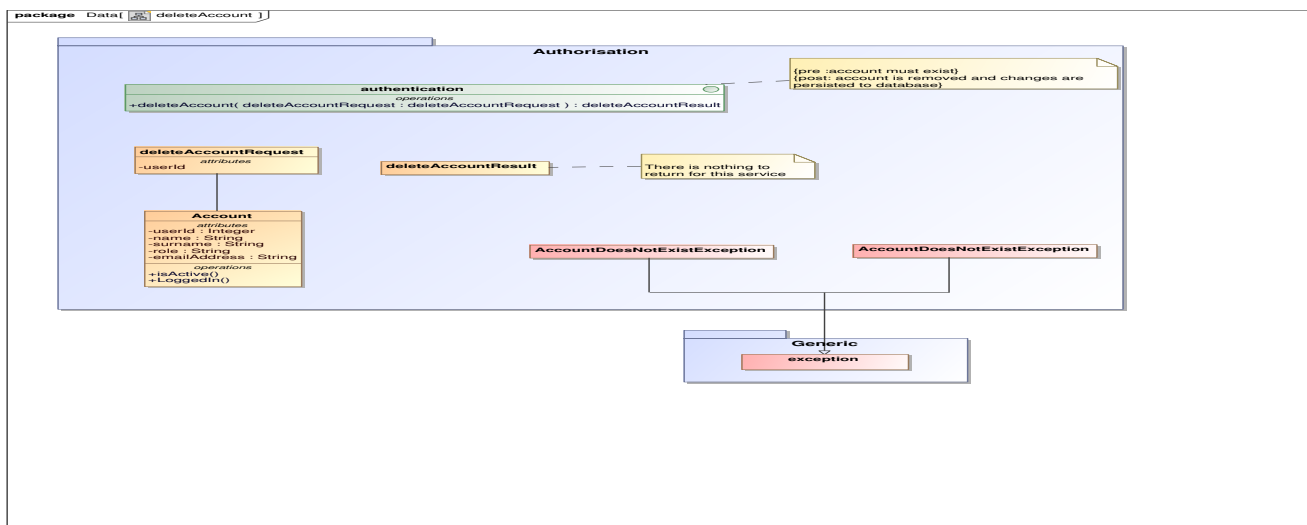 package Data[ deleteAccount ]
Authorisation
authentication
operations
+deleteAccount( deleteAccountRequest : deleteAccountRequest ) : deleteAccountResult
{pre :account must exist}
{post: account is removed and changes are
persisted to database}
deleteAccountRequest
attributes
-userId
deleteAccountResult
There is nothing to
return for this service
Account
attributes
-userId : Integer
-name : String
-surname : String
-role : String
-emailAddress : String
operations
+isActive()
+LoggedIn()
AccountDoesNotExistException
AccountDoesNotExistException
Generic
exception